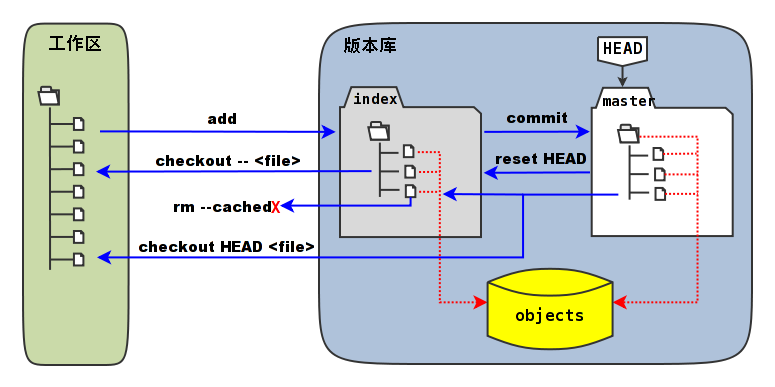 工作区
版本库
HEAD
index
master
add
commit
checkout -- <file>
reset HEAD
rm --cachedX
checkout HEAD <file>
objects